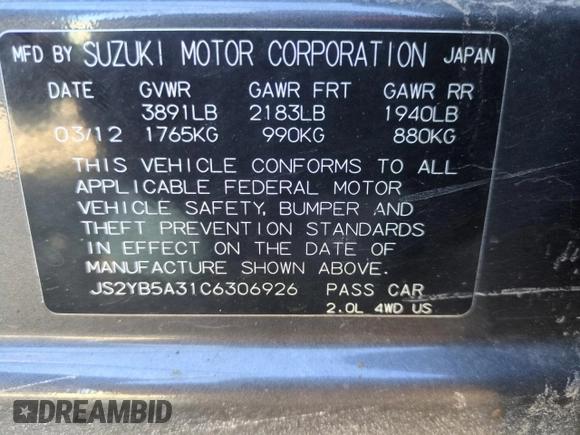 MFD BY SUZUKI MOTOR CORPORATION JAPAN
DATE GVWR GAWR FRT GAWR RR
3891LB 2183LB 1940LB
03/12 1765KG 990KG 880KG
THIS VEHICLE CONFORMS TO ALL
APPLICABLE FEDERAL MOTOR
VEHICLE SAFETY, BUMPER AND
THEFT PREVENTION STANDARDS
IN EFFECT ON THE DATE OF
MANUFACTURE SHOWN ABOVE.
JS2YB5A31C6306926 PASS CAR
2.0L 4WD US
DREAMBID